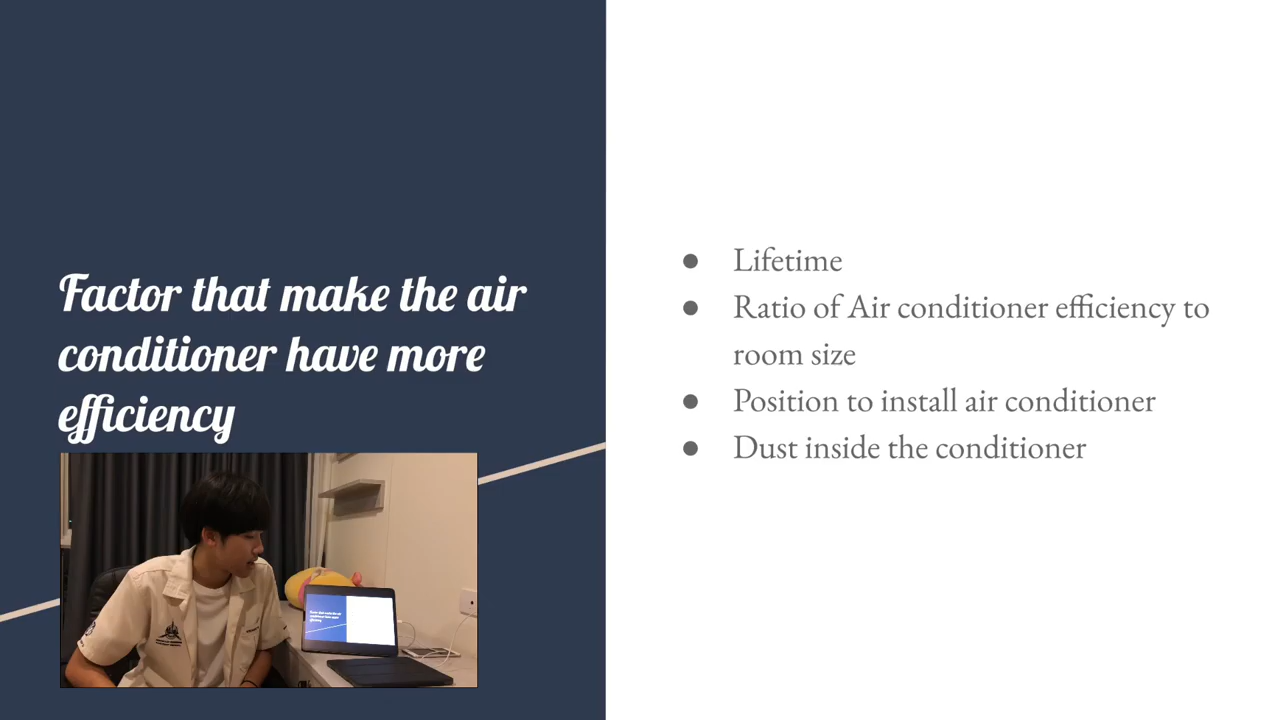 Factor that make the air
conditioner have more
efficiency
● Lifetime
● Ratio of Air conditioner efficiency to
room size
● Position to install air conditioner
● Dust inside the conditioner